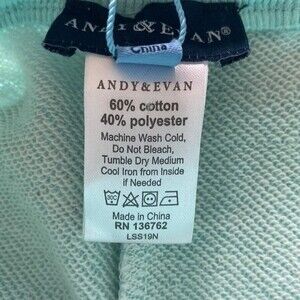 ANDY & EVAN®
China
ANDY&EVAN
60% cotton
40% polyester
Machine Wash Cold,
Do Not Bleach,
Tumble Dry Medium
Cool Iron from Inside
if Needed
Made in China
RN 136762
LSS19N